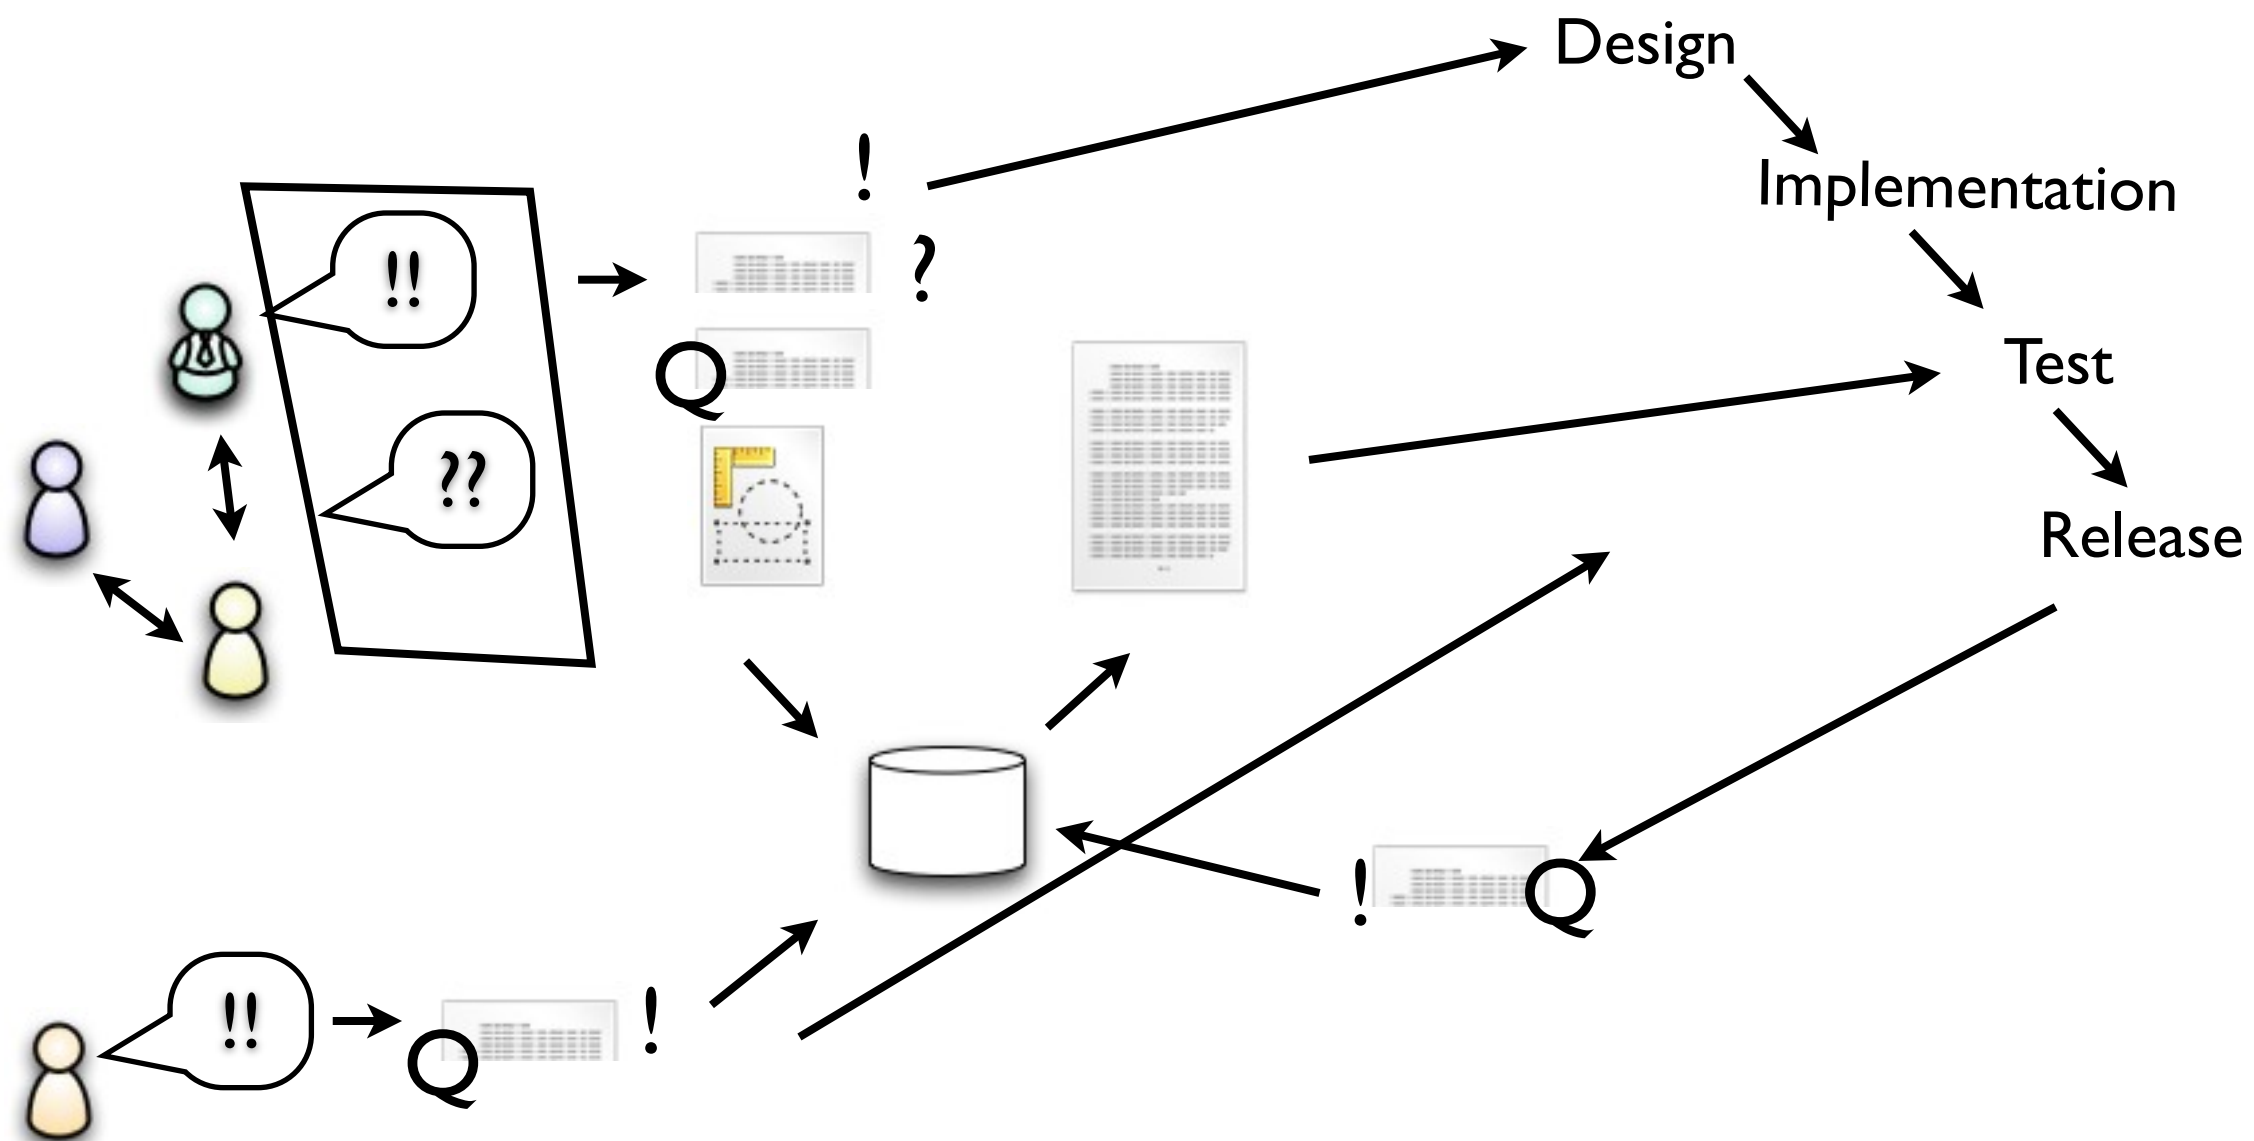 Design
!
Implementation
!!
?
Q
Test
??
Release
!
Q
!!
!
Q